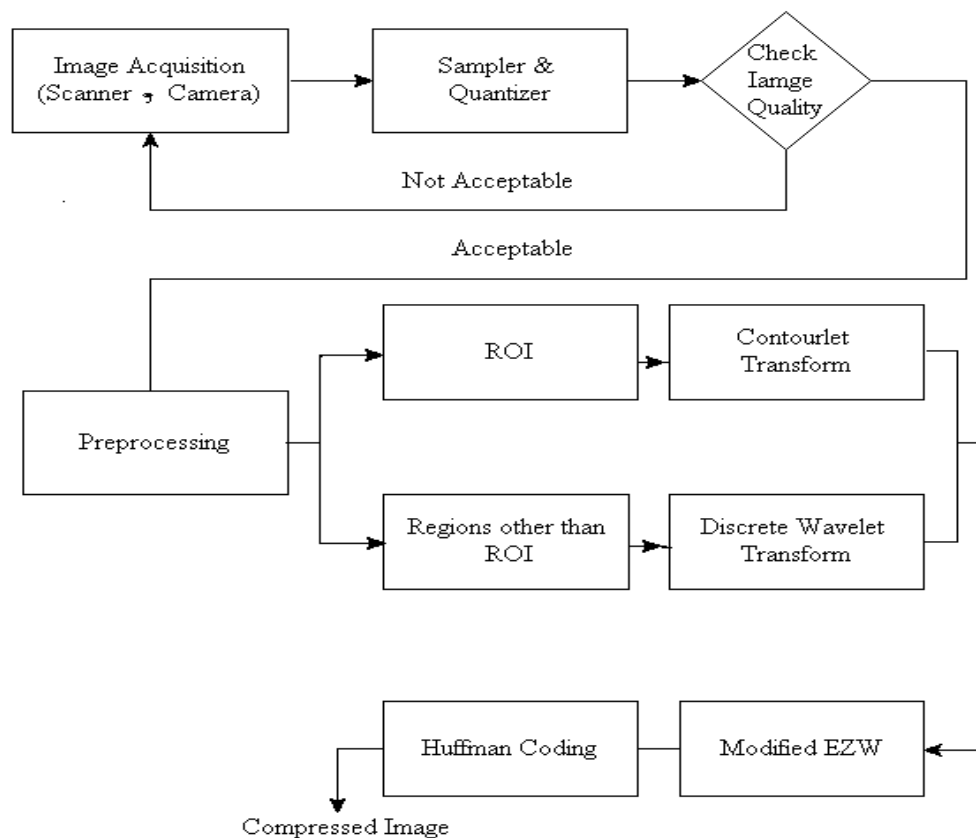 Image Acquisition
(Scanner , Camera)
Sampler &
Quantizer
Check
Iamge
Quality
Not Acceptable
Acceptable
ROI
Contourlet
Transform
Preprocessing
Regions other than
ROI
Discrete Wavelet
Transform
Huffman Coding
Modified EZW
Compressed Image